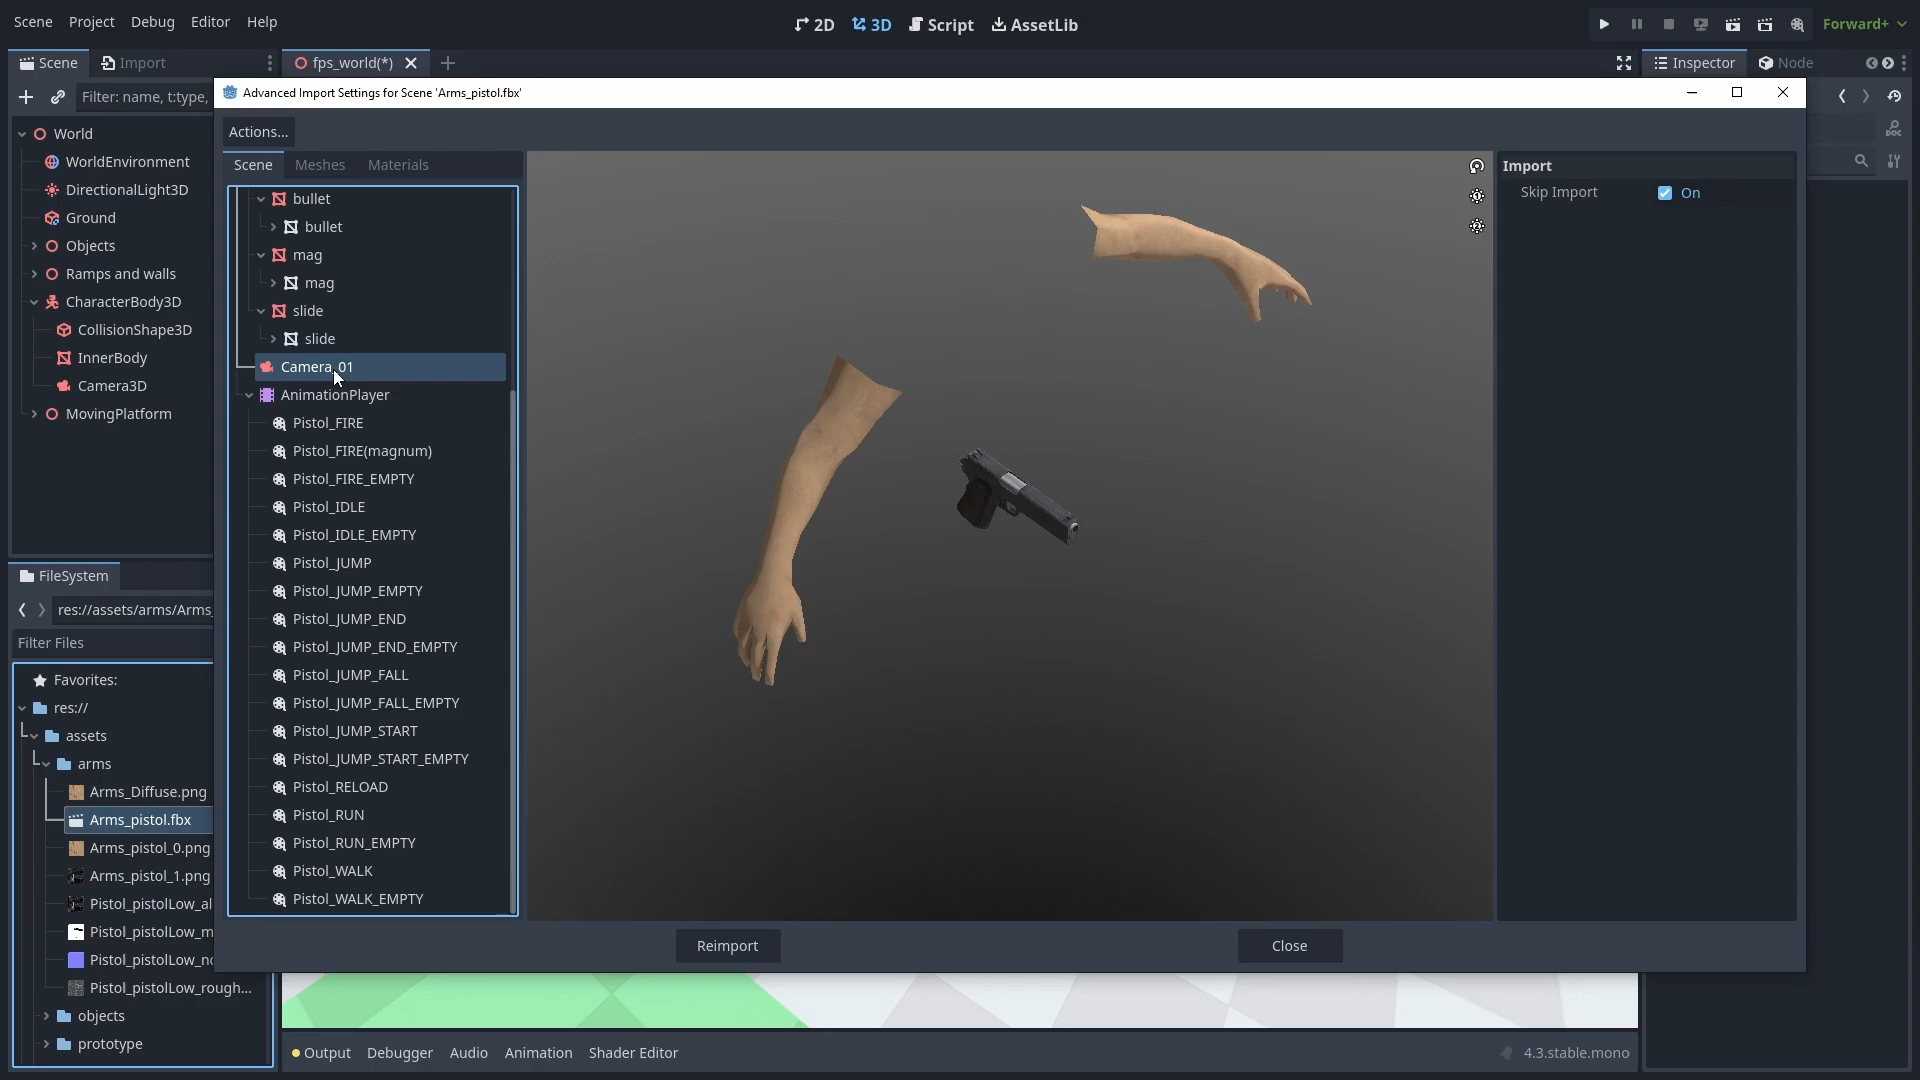 Scene Project Debug Editor Help
2D 3D Script AssetLib
Forward+
Scene Import
fps_world(*)
Inspector Node
Filter: name, t:type,
World
WorldEnvironment
DirectionalLight3D
Ground
Objects
Ramps and walls
CharacterBody3D
CollisionShape3D
InnerBody
Camera3D
MovingPlatform
FileSystem
res://assets/arms/Arms_
Filter Files
Favorites:
res://
assets
arms
Arms_Diffuse.png
Arms_pistol.fbx
Arms_pistol_0.png
Arms_pistol_1.png
Pistol_pistolLow_al
Pistol_pistolLow_m
Pistol_pistolLow_no
Pistol_pistolLow_rough...
objects
prototype
Advanced Import Settings for Scene 'Arms_pistol.fbx'
Actions...
Scene Meshes Materials
bullet
bullet
mag
mag
slide
slide
Camera_01
AnimationPlayer
Pistol_FIRE
Pistol_FIRE(magnum)
Pistol_FIRE_EMPTY
Pistol_IDLE
Pistol_IDLE_EMPTY
Pistol_JUMP
Pistol_JUMP_EMPTY
Pistol_JUMP_END
Pistol_JUMP_END_EMPTY
Pistol_JUMP_FALL
Pistol_JUMP_FALL_EMPTY
Pistol_JUMP_START
Pistol_JUMP_START_EMPTY
Pistol_RELOAD
Pistol_RUN
Pistol_RUN_EMPTY
Pistol_WALK
Pistol_WALK_EMPTY
Import
Skip Import On
Reimport Close
Output Debugger Audio Animation Shader Editor
4.3.stable.mono